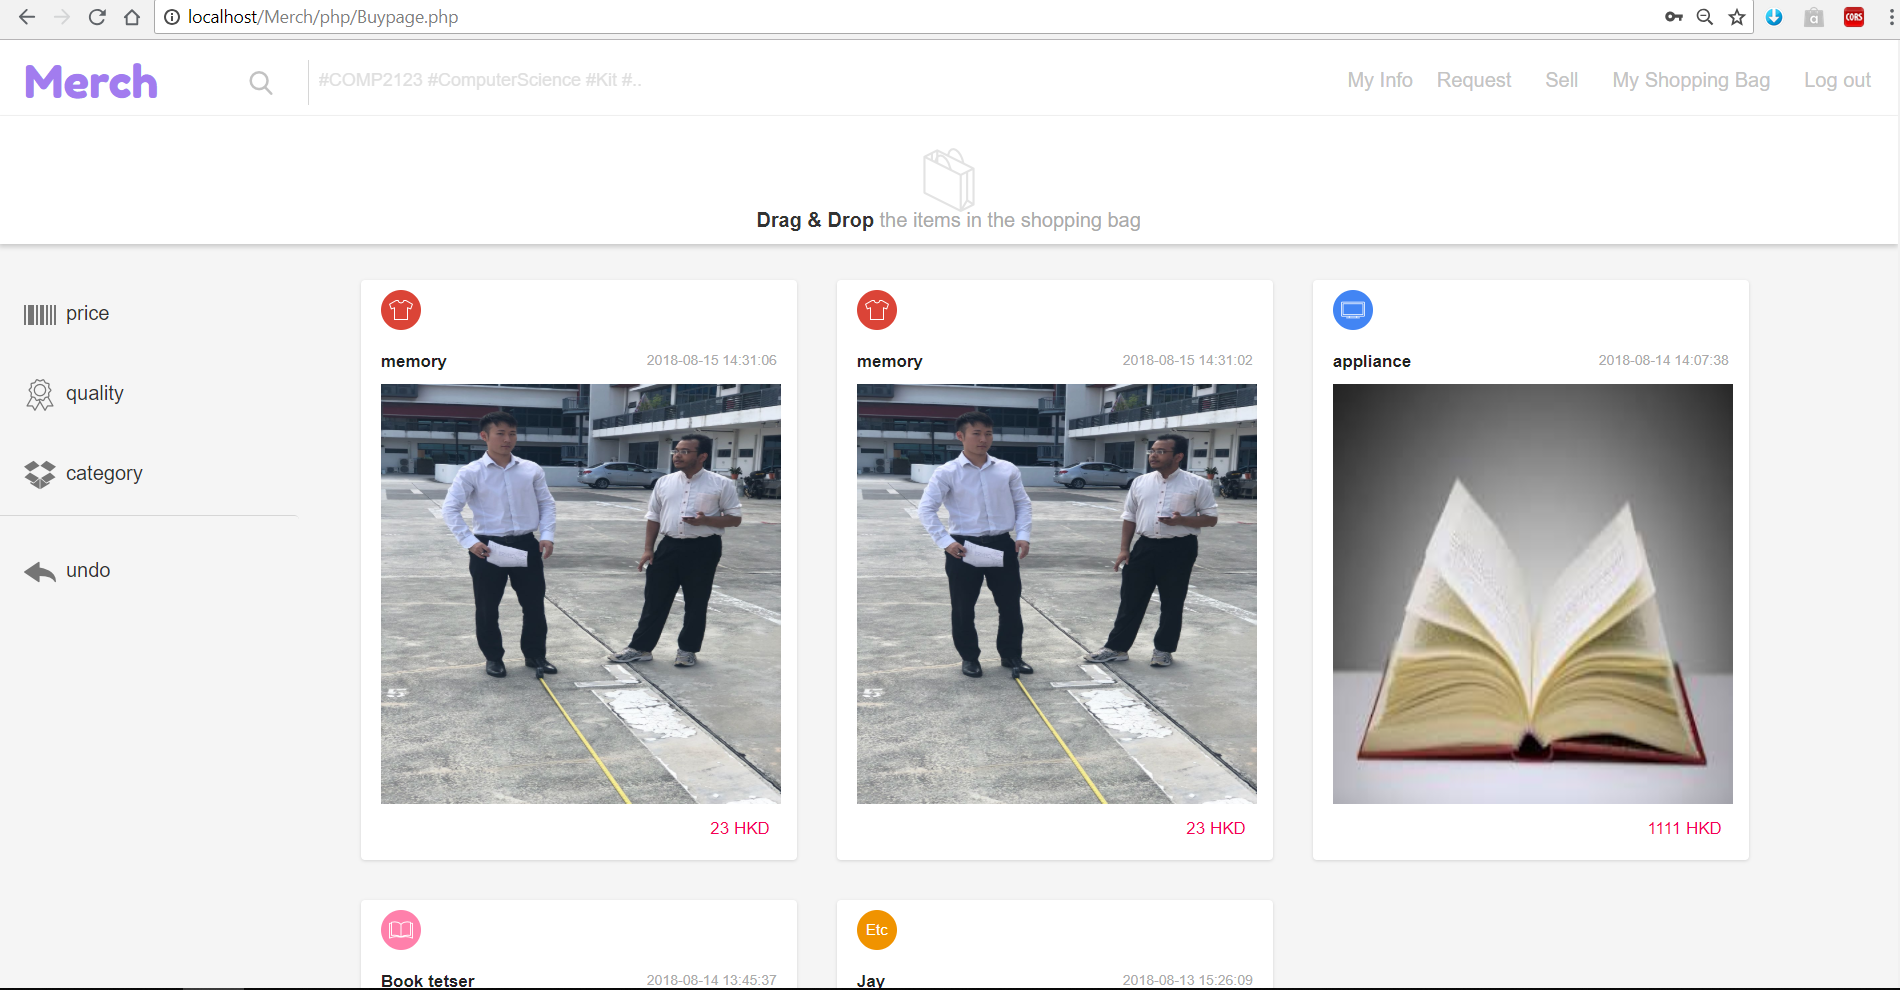 localhost/Merch/php/Buypage.php
CORS
Merch
#COMP2123 #ComputerScience #Kit #..
My Info Request Sell My Shopping Bag Log out
Drag & Drop the items in the shopping bag
price
quality
category
undo
memory 2018-08-15 14:31:06
23 HKD
memory 2018-08-15 14:31:02
23 HKD
appliance 2018-08-14 14:07:38
1111 HKD
Book tetser 2018-08-14 13:45:37
Etc
Jay 2018-08-13 15:26:09